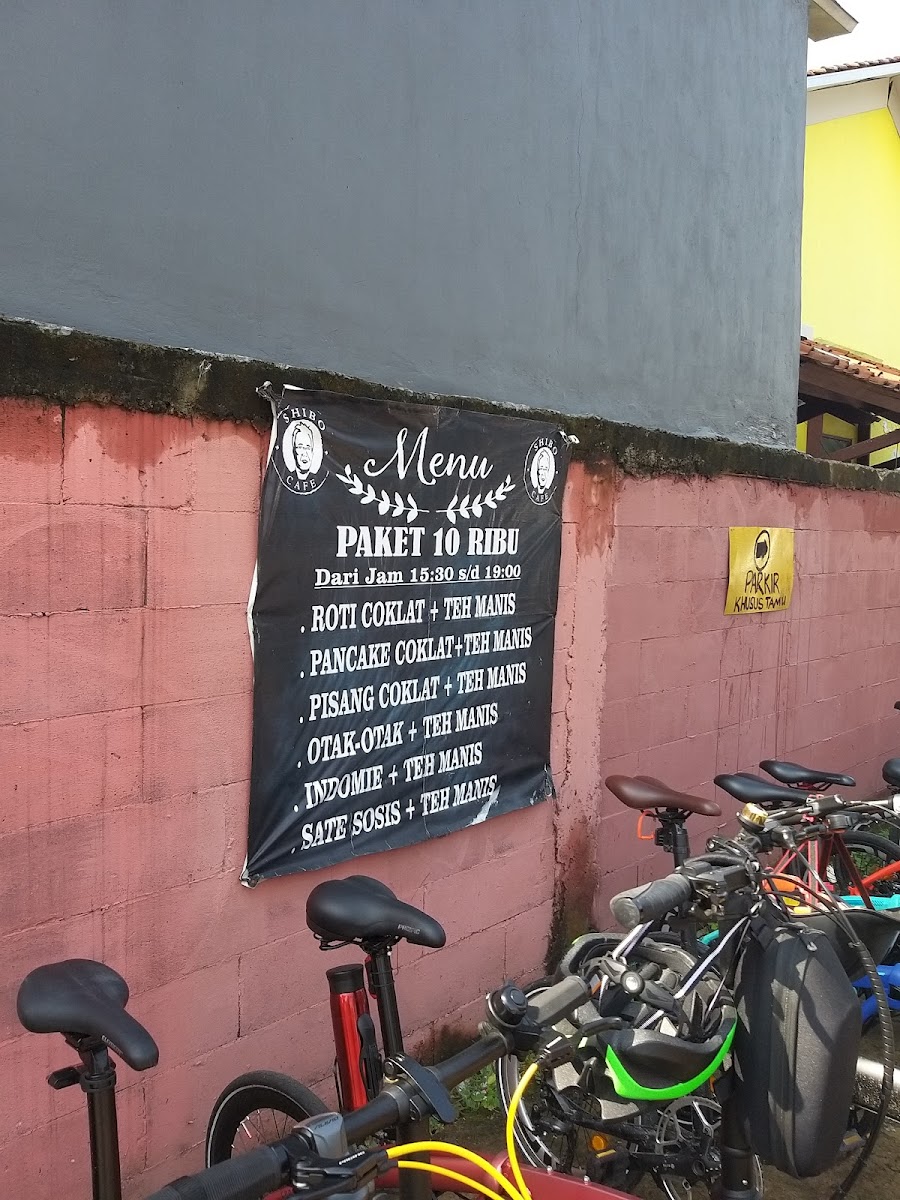 SHIBO
CAFE
Menu
SHIBO
CAFE
PAKET 10 RIBU
Dari Jam 15:30 s/d 19:00
. ROTI COKLAT + TEH MANIS
. PANCAKE COKLAT+TEH MANIS
. PISANG COKLAT + TEH MANIS
. OTAK-OTAK + TEH MANIS
. INDOMIE + TEH MANIS
. SATE SOSIS + TEH MANIS
PARKIR
KHUSUS TAMU